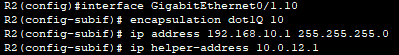 R2(config)#interface GigabitEthernet0/1.10
R2(config-subif)# encapsulation dot1Q 10
R2(config-subif)# ip address 192.168.10.1 255.255.255.0
R2(config-subif)# ip helper-address 10.0.12.1